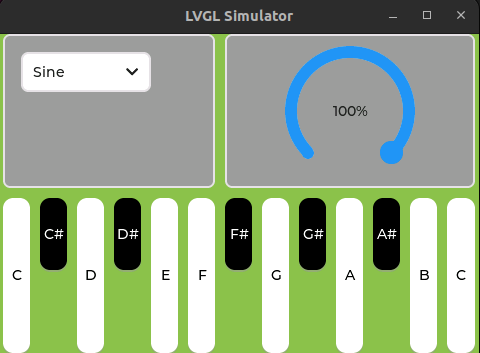 LVGL Simulator
Sine
100%
C# D# F# G# A#
C D E F G A B C